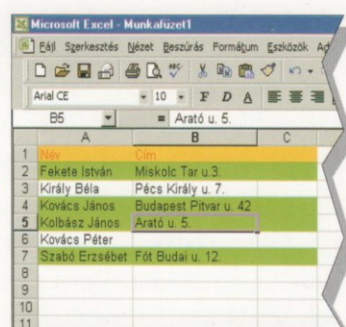 Microsoft Excel - Munkafüzet1
Fájl Szerkesztés Nézet Beszúrás Formátum Eszközök Ad
Arial CE 10 F D A
B5 = Arató u. 5.
A B C
1 Név Cím
2 Fekete István Miskolc Tar u.3.
3 Király Béla Pécs Király u. 7.
4 Kovács János Budapest Pitvar u. 42
5 Kolbász János Arató u. 5.
6 Kovács Péter
7 Szabó Erzsébet Fót Budai u. 12.
8
9
10
11